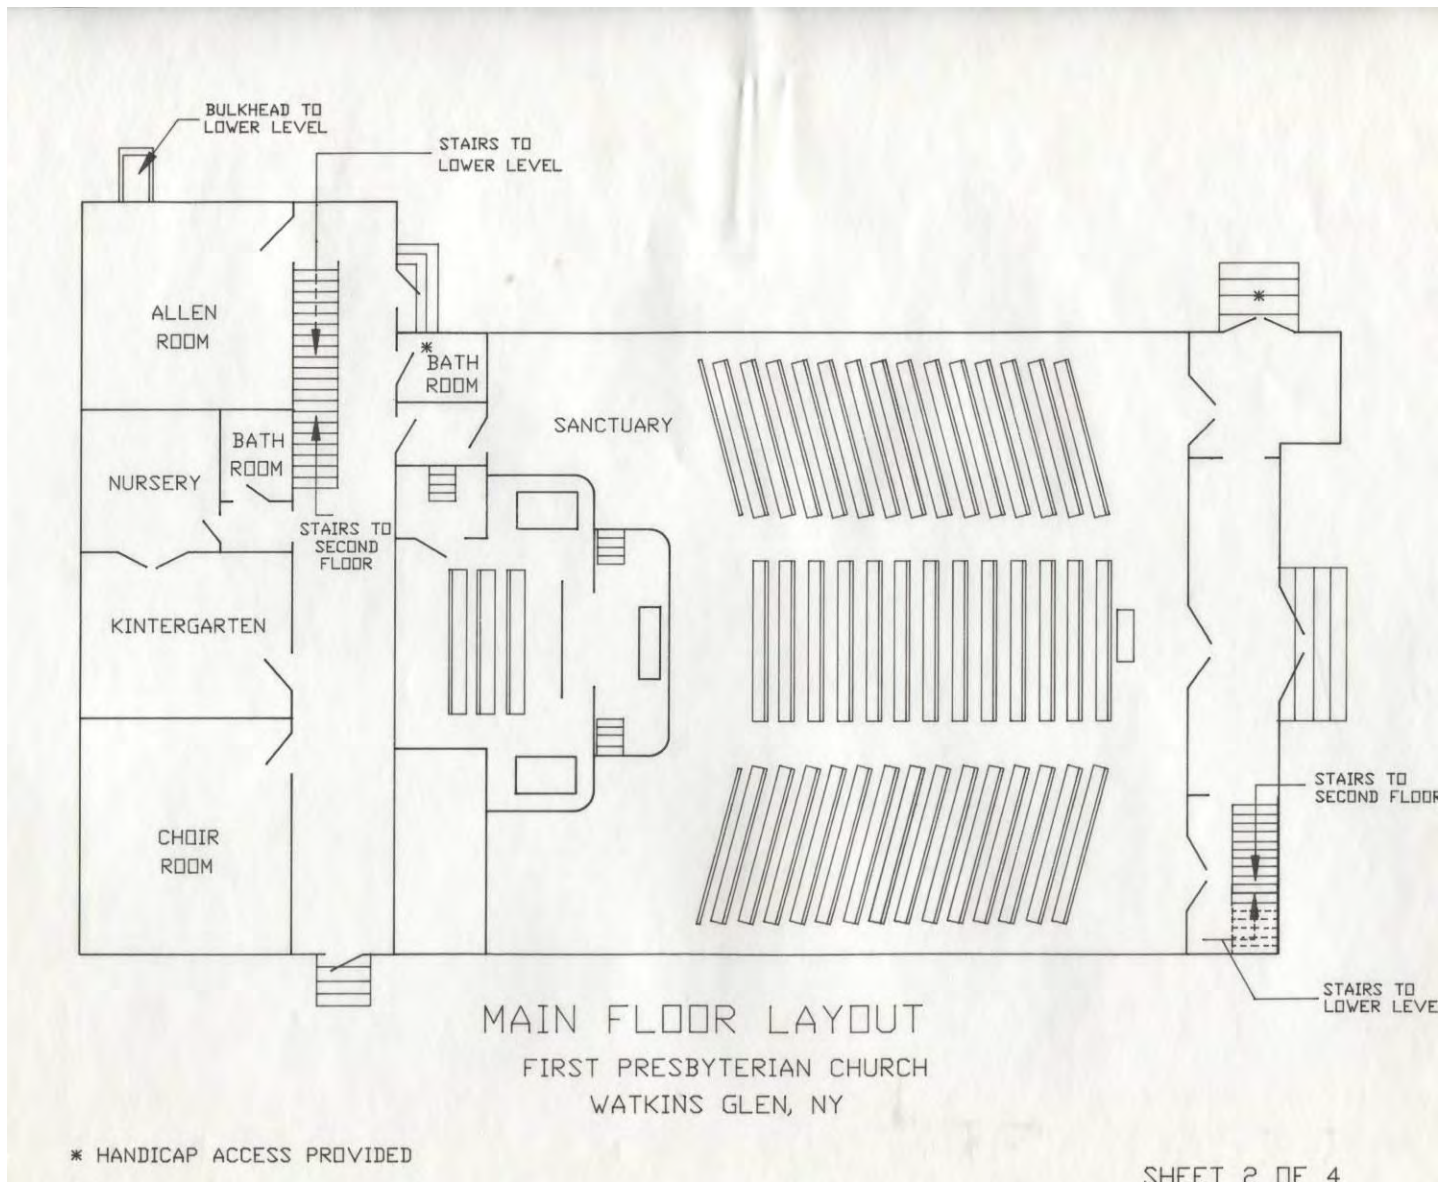 BULKHEAD TO
LOWER LEVEL
STAIRS TO
LOWER LEVEL
ALLEN
ROOM
*
BATH
ROOM
*
SANCTUARY
BATH
ROOM
NURSERY
STAIRS TO
SECOND
FLOOR
KINTERGARTEN
CHOIR
ROOM
STAIRS TO
SECOND FLOOR
STAIRS TO
LOWER LEVE
MAIN FLOOR LAYOUT
FIRST PRESBYTERIAN CHURCH
WATKINS GLEN, NY
* HANDICAP ACCESS PROVIDED
SHEET 2 OF 4